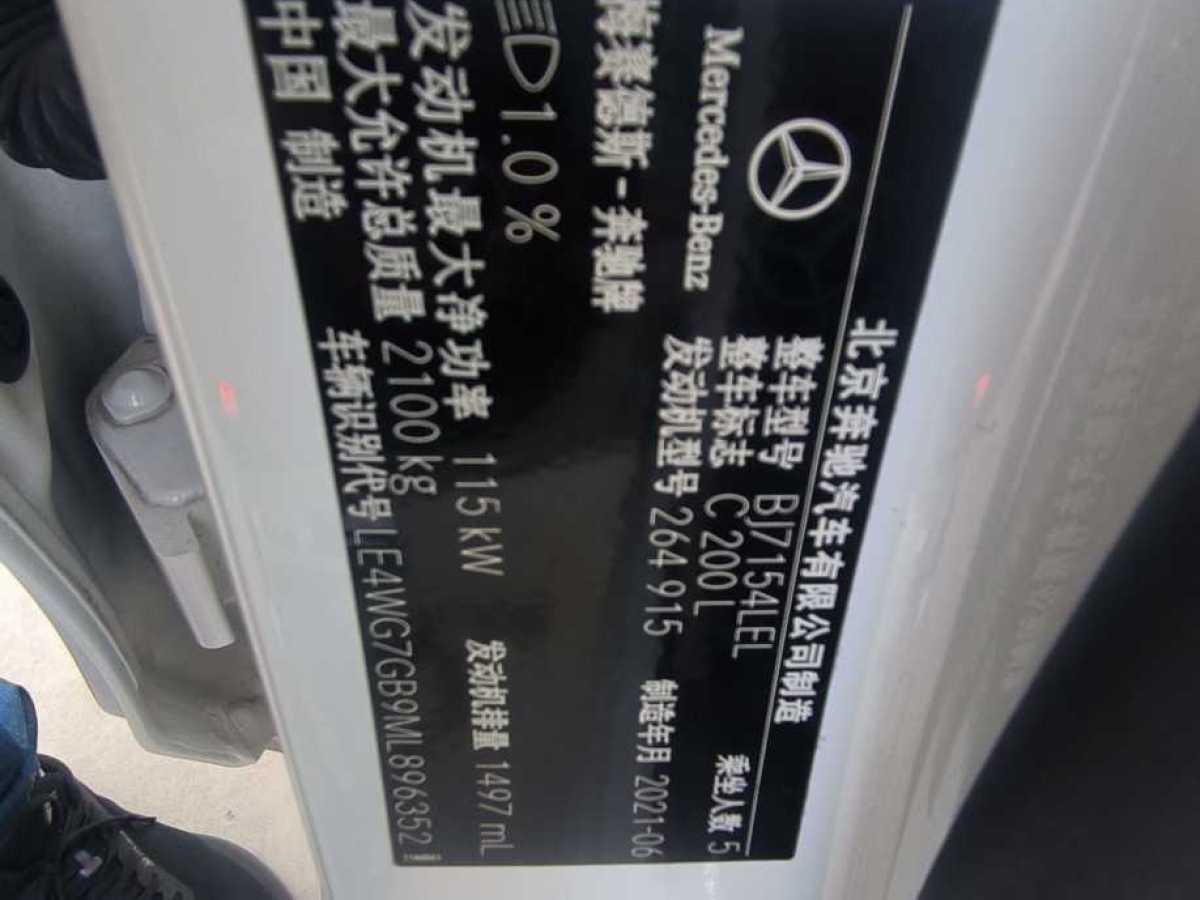 北京奔驰汽车有限公司制造
Mercedes-Benz
整车型号 BJ7154LEL
整车标志 C 200 L
乘坐人数 5
发动机型号 264 915
制造年月 2021-06
梅赛德斯-奔驰牌
1.0 %
发动机最大净功率 115 kW
发动机排量 1497 mL
最大允许总质量 2100 kg
车辆识别代号 LE4WG7GB9ML896352
中国 制造